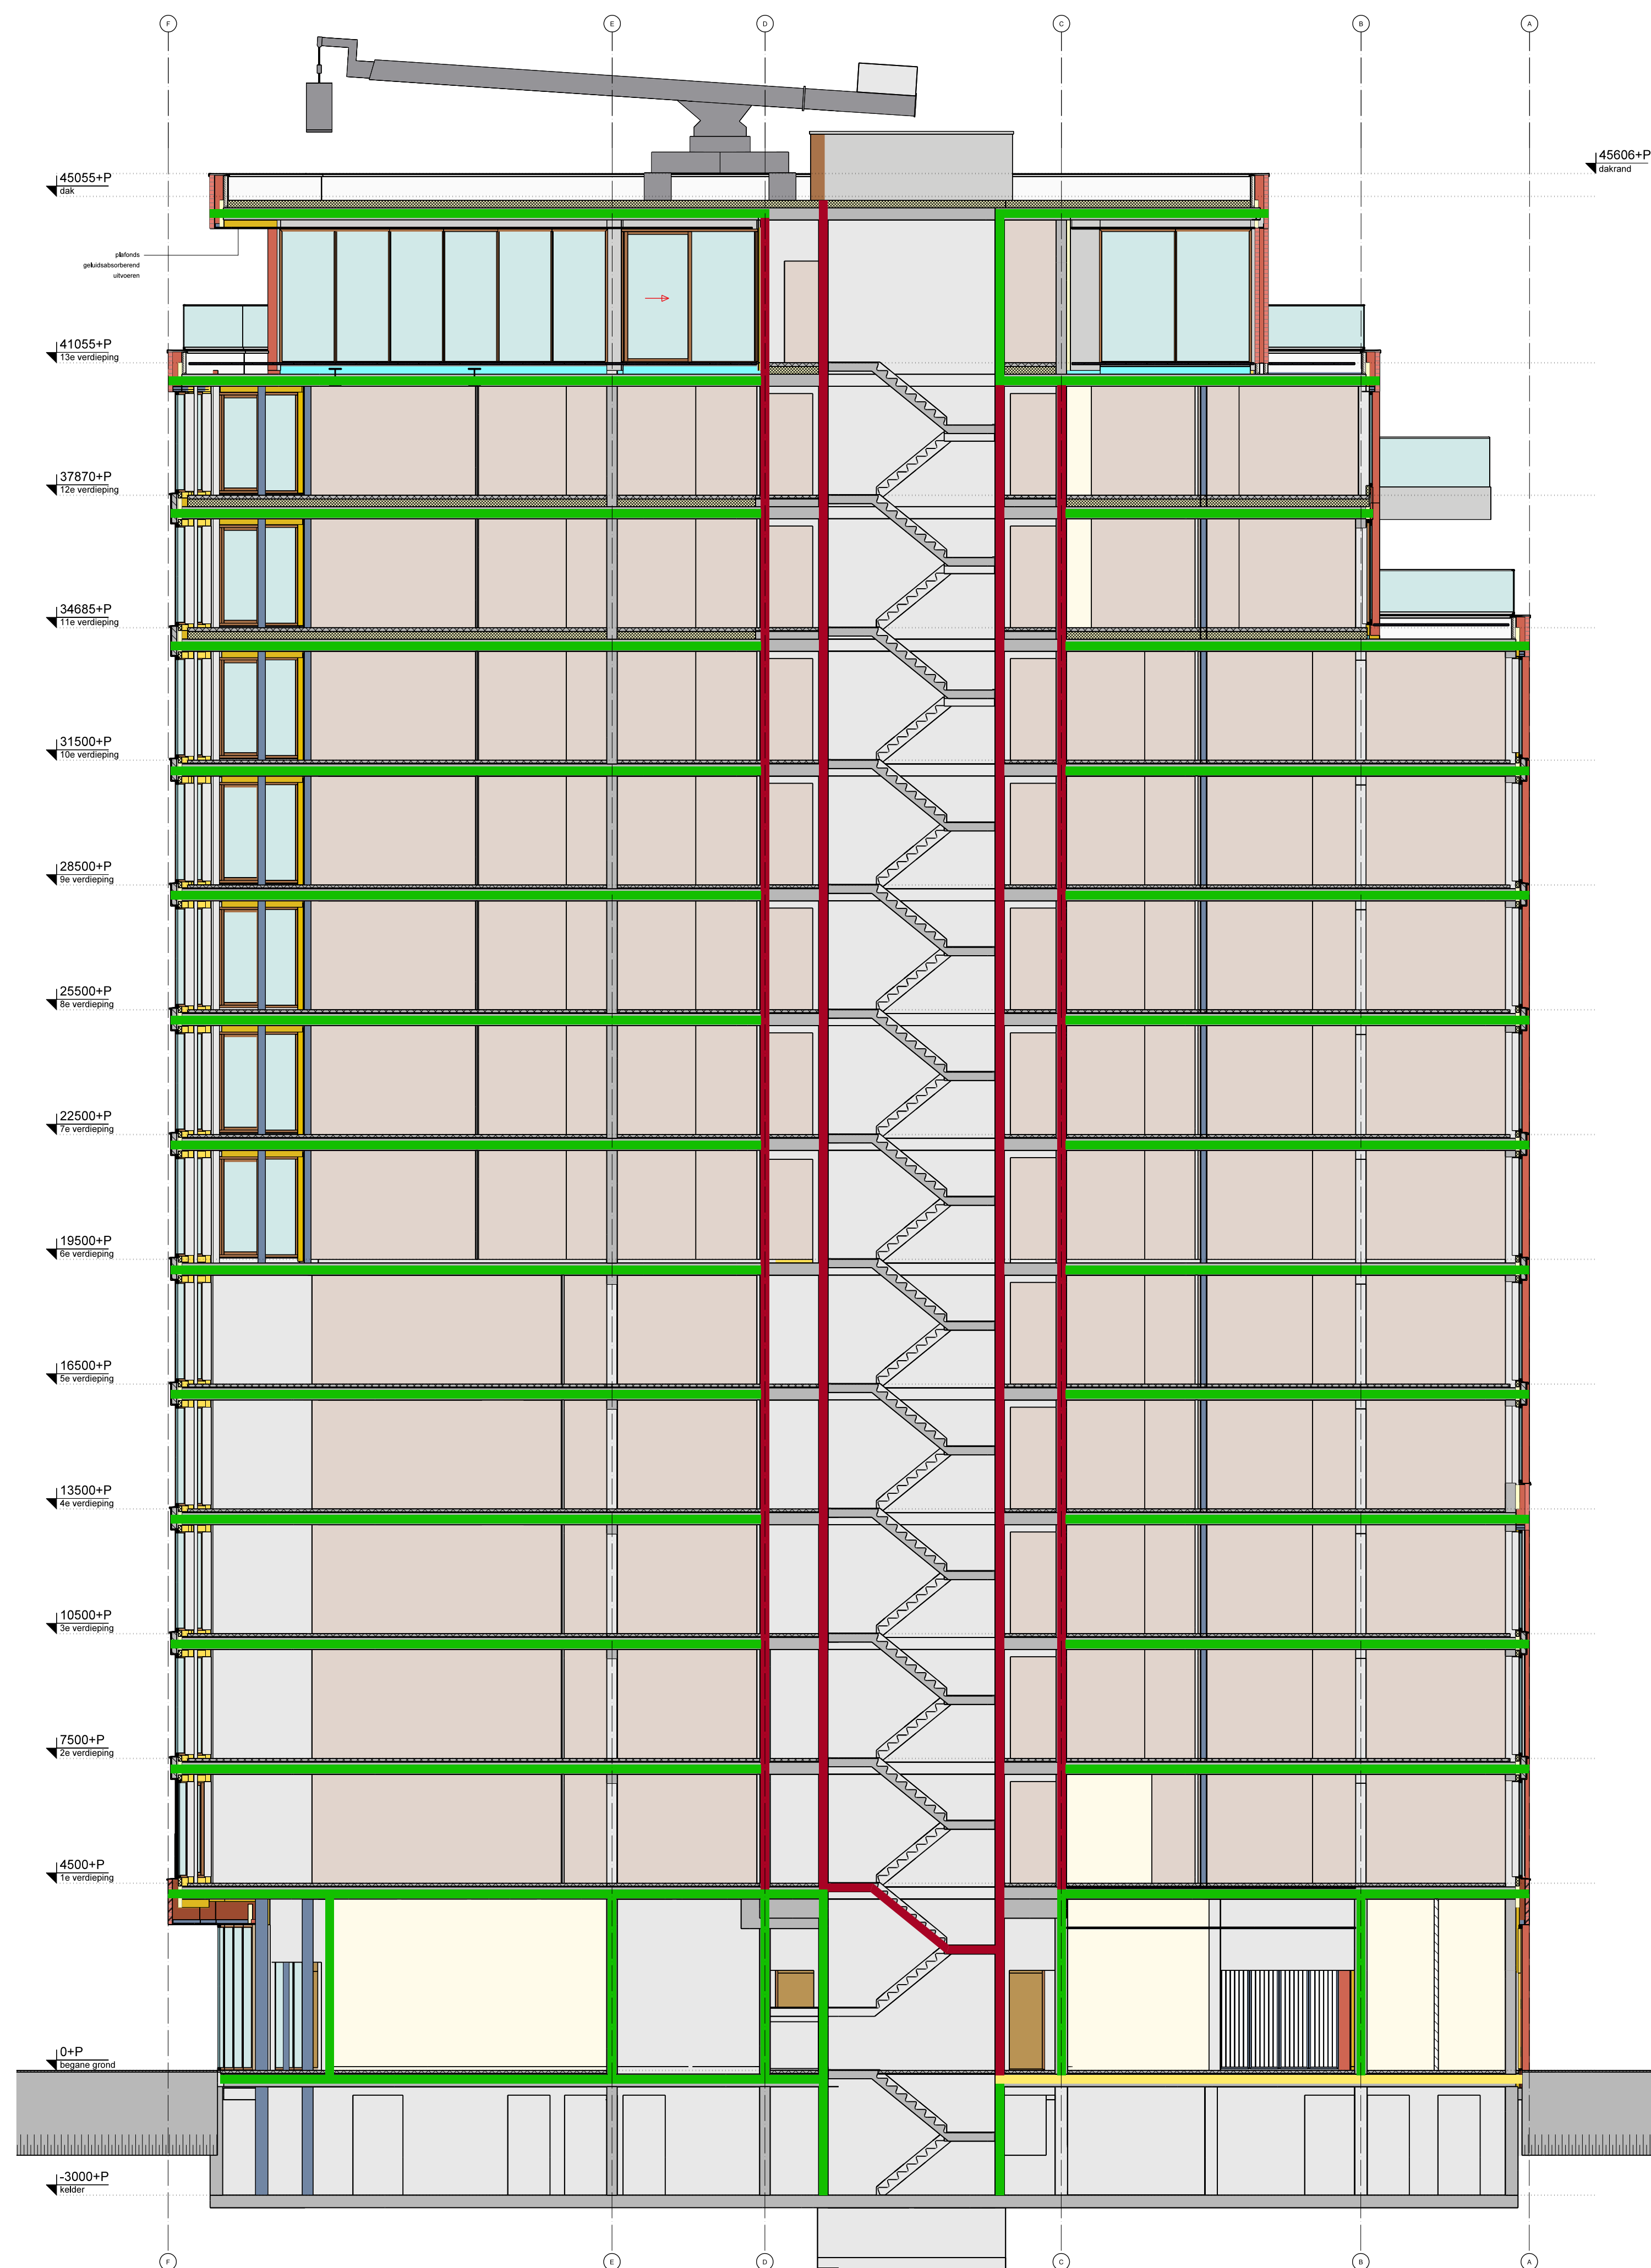 F E D C B A
45606+P
dakrand
45055+P
dak
plafonds
geluidsabsorberend
uitvoeren
41055+P
13e verdieping
37870+P
12e verdieping
34685+P
11e verdieping
31500+P
10e verdieping
28500+P
9e verdieping
25500+P
8e verdieping
22500+P
7e verdieping
19500+P
6e verdieping
16500+P
5e verdieping
13500+P
4e verdieping
10500+P
3e verdieping
7500+P
2e verdieping
4500+P
1e verdieping
0+P
begane grond
-3000+P
kelder
F E D C B A